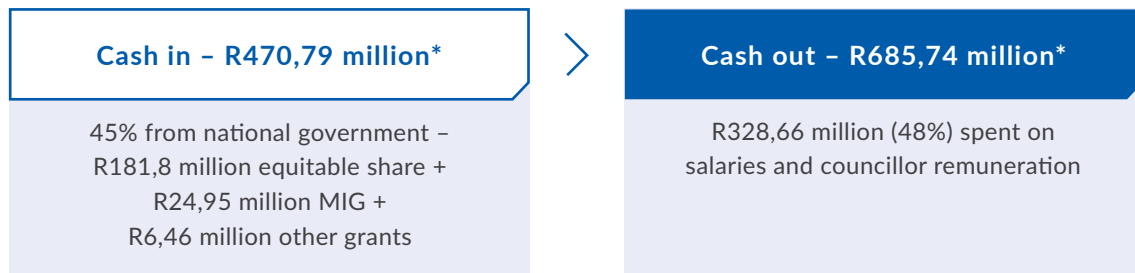 Cash in – R470,79 million*
45% from national government –
R181,8 million equitable share +
R24,95 million MIG +
R6,46 million other grants
Cash out – R685,74 million*
R328,66 million (48%) spent on
salaries and councillor remuneration